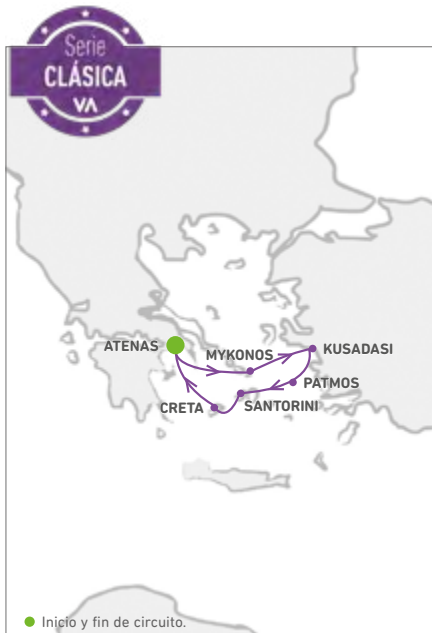 Serie
CLÁSICA
VA
ATENAS
MYKONOS
KUSADASI
PATMOS
CRETA
SANTORINI
Inicio y fin de circuito.